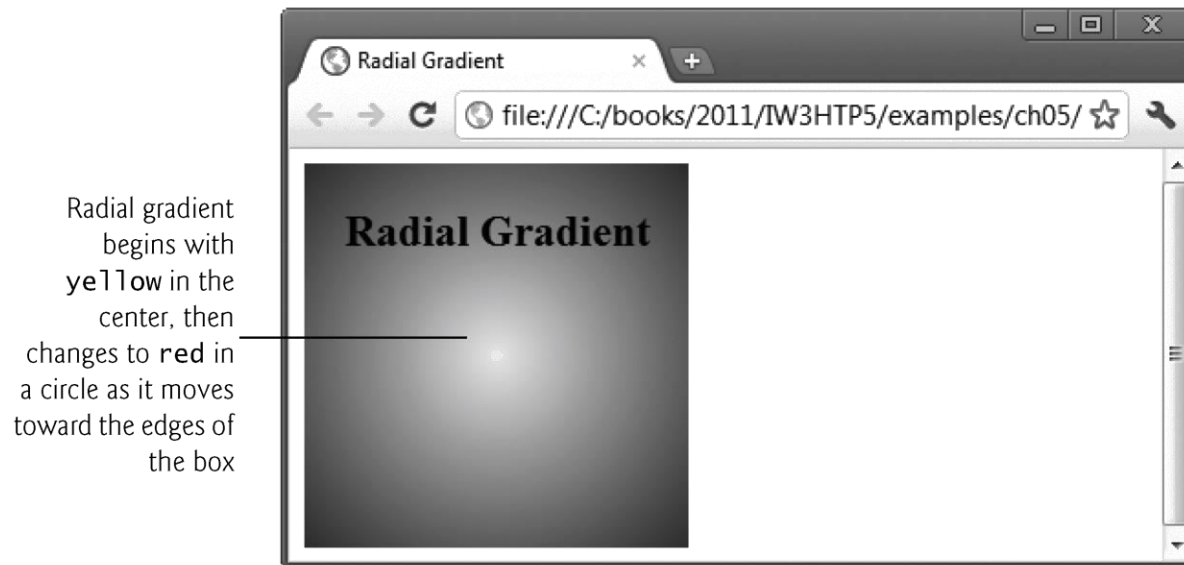 Radial Gradient
file:///C:/books/2011/IW3HTP5/examples/ch05/
Radial gradient
begins with
yellow in the
center, then
changes to red in
a circle as it moves
toward the edges of
the box
Radial Gradient